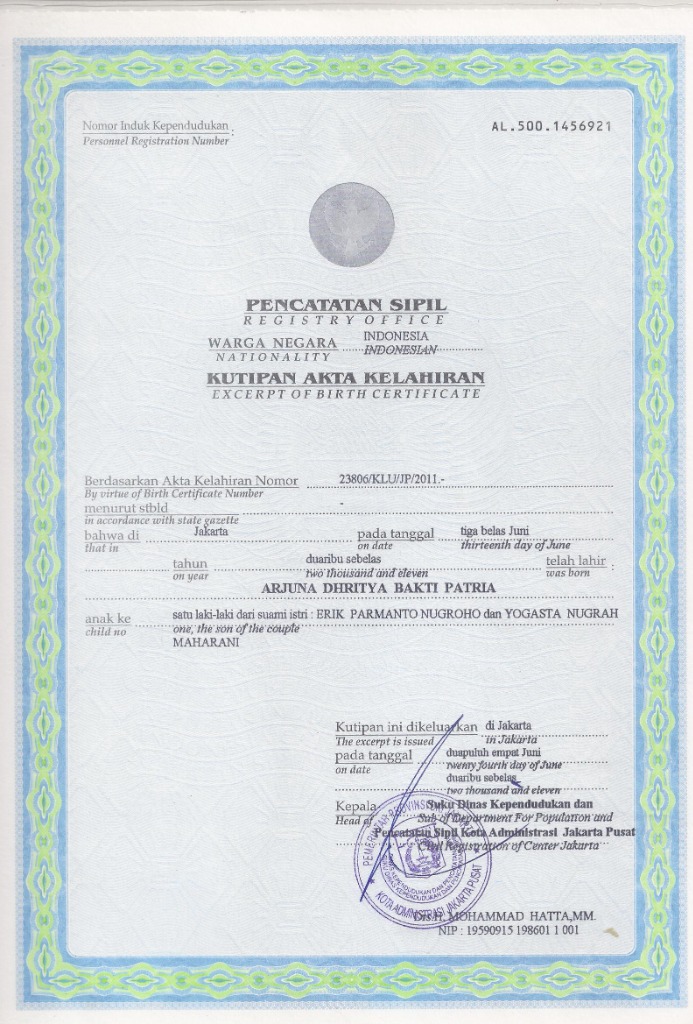 Nomor Induk Kependudukan :
Personnel Registration Number
AL.500.1456921
PENCATATAN SIPIL
REGISTRY OFFICE
WARGA NEGARA INDONESIA
NATIONALITY INDONESIAN
KUTIPAN AKTA KELAHIRAN
EXCERPT OF BIRTH CERTIFICATE
Berdasarkan Akta Kelahiran Nomor 23806/KLU/JP/2011.-
By virtue of Birth Certificate Number
menurut stbld -
in accordance with state gazette
bahwa di Jakarta pada tanggal tiga belas Juni
that in on date thirteenth day of June
tahun duaribu sebelas telah lahir :
on year two thousand and eleven was born
ARJUNA DHRITYA BAKTI PATRIA
anak ke satu laki-laki dari suami istri : ERIK PARMANTO NUGROHO dan YOGASTA NUGRAH
child no one, the son of the couple
MAHARANI
Kutipan ini dikeluarkan di Jakarta
The excerpt is issued in Jakarta
pada tanggal duapuluh empat Juni
on date twenty fourth day of June
duaribu sebelas
two thousand and eleven
Kepala Suku Dinas Kependudukan dan
Head of Sub of Department For Population and
Pencatatan Sipil Kota Administrasi Jakarta Pusat
Civil Registration of Center Jakarta
KOTA ADMINISTRASI JAKARTA PUSAT
Drs.H. MOHAMMAD HATTA,MM.
NIP : 19590915 198601 1 001